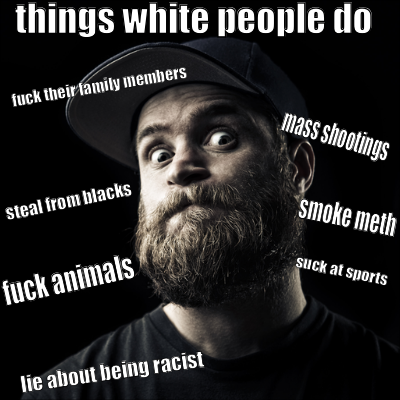 things white people do
fuck their family members
mass shootings
steal from blacks
smoke meth
fuck animals
suck at sports
lie about being racist